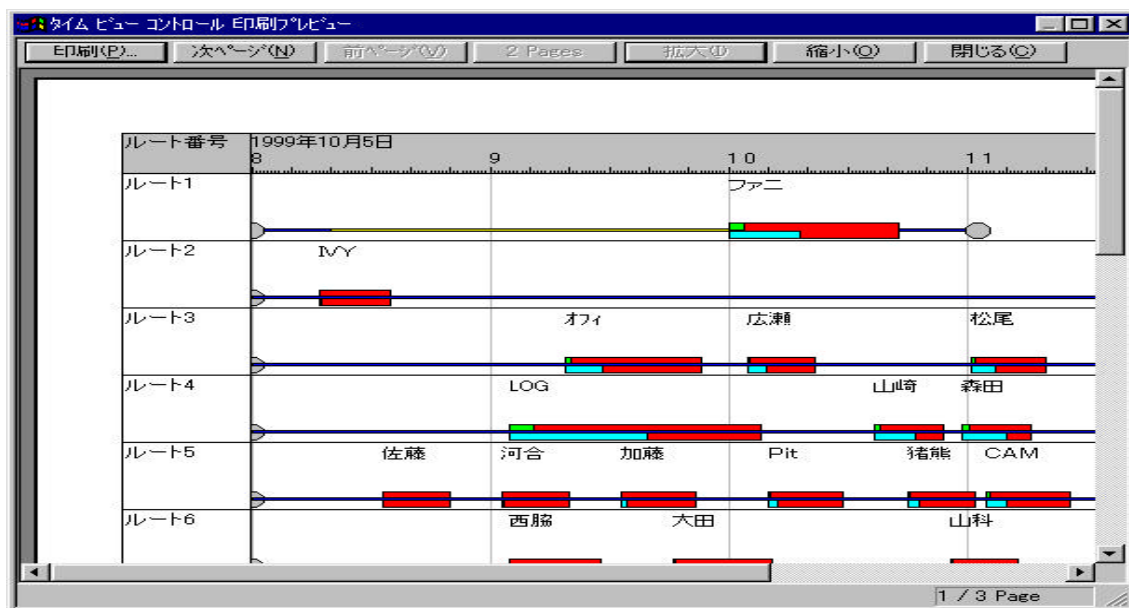 タイム ビュー コントロール 印刷プレビュー
印刷(P)... 次ページ(N) 前ページ(V) 2 Pages 拡大(I) 縮小(O) 閉じる(C)
ルート番号 1999年10月5日
8 9 10 11
ルート1 ファニ
ルート2 IVY
ルート3 オフィ 広瀬 松尾
ルート4 LOG 山崎 森田
ルート5 佐藤 河合 加藤 Pit 猪熊 CAM
ルート6 西脇 大田 山科
1 / 3 Page